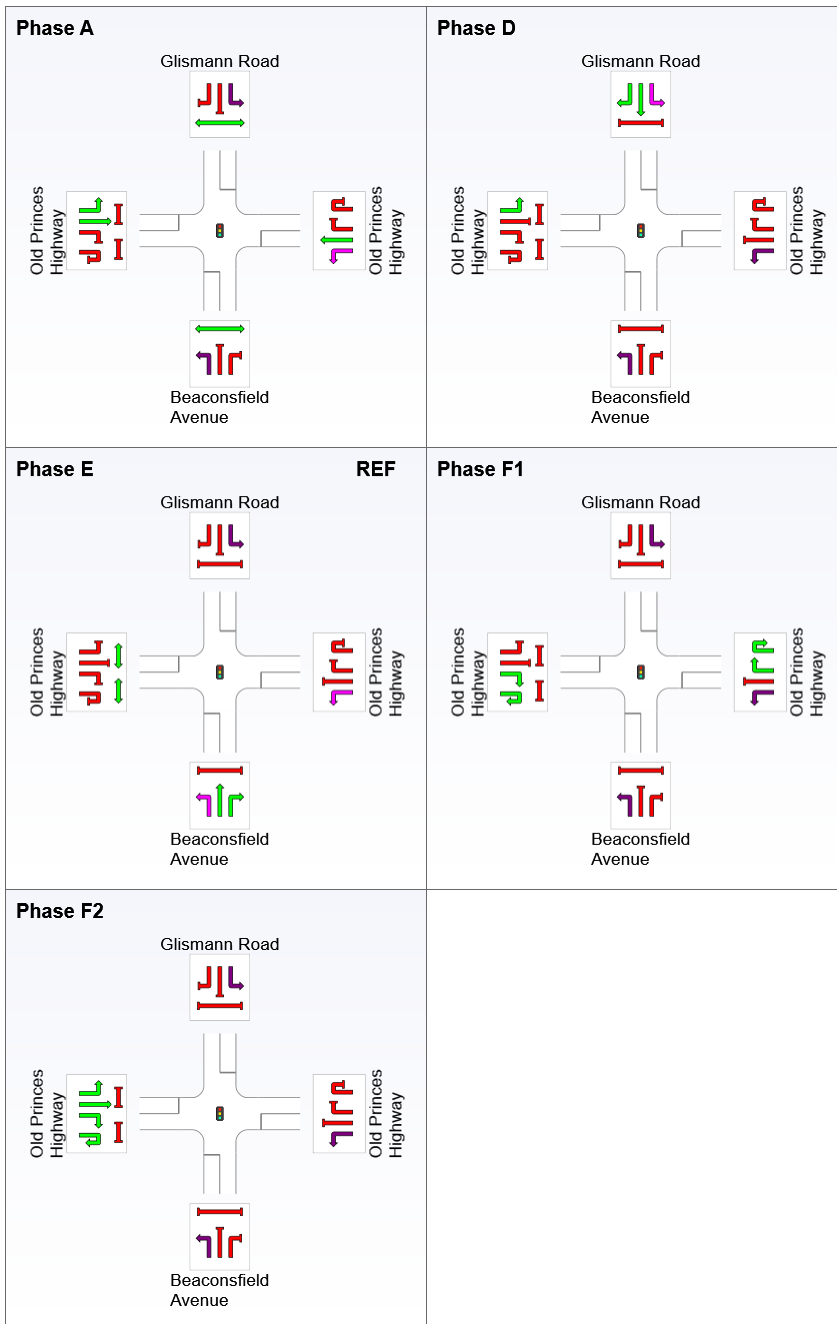 Phase A
Glismann Road
Old Princes
Highway
Old Princes
Highway
Beaconsfield
Avenue
Phase D
Glismann Road
Old Princes
Highway
Old Princes
Highway
Beaconsfield
Avenue
Phase E
REF
Glismann Road
Old Princes
Highway
Old Princes
Highway
Beaconsfield
Avenue
Phase F1
Glismann Road
Old Princes
Highway
Old Princes
Highway
Beaconsfield
Avenue
Phase F2
Glismann Road
Old Princes
Highway
Old Princes
Highway
Beaconsfield
Avenue